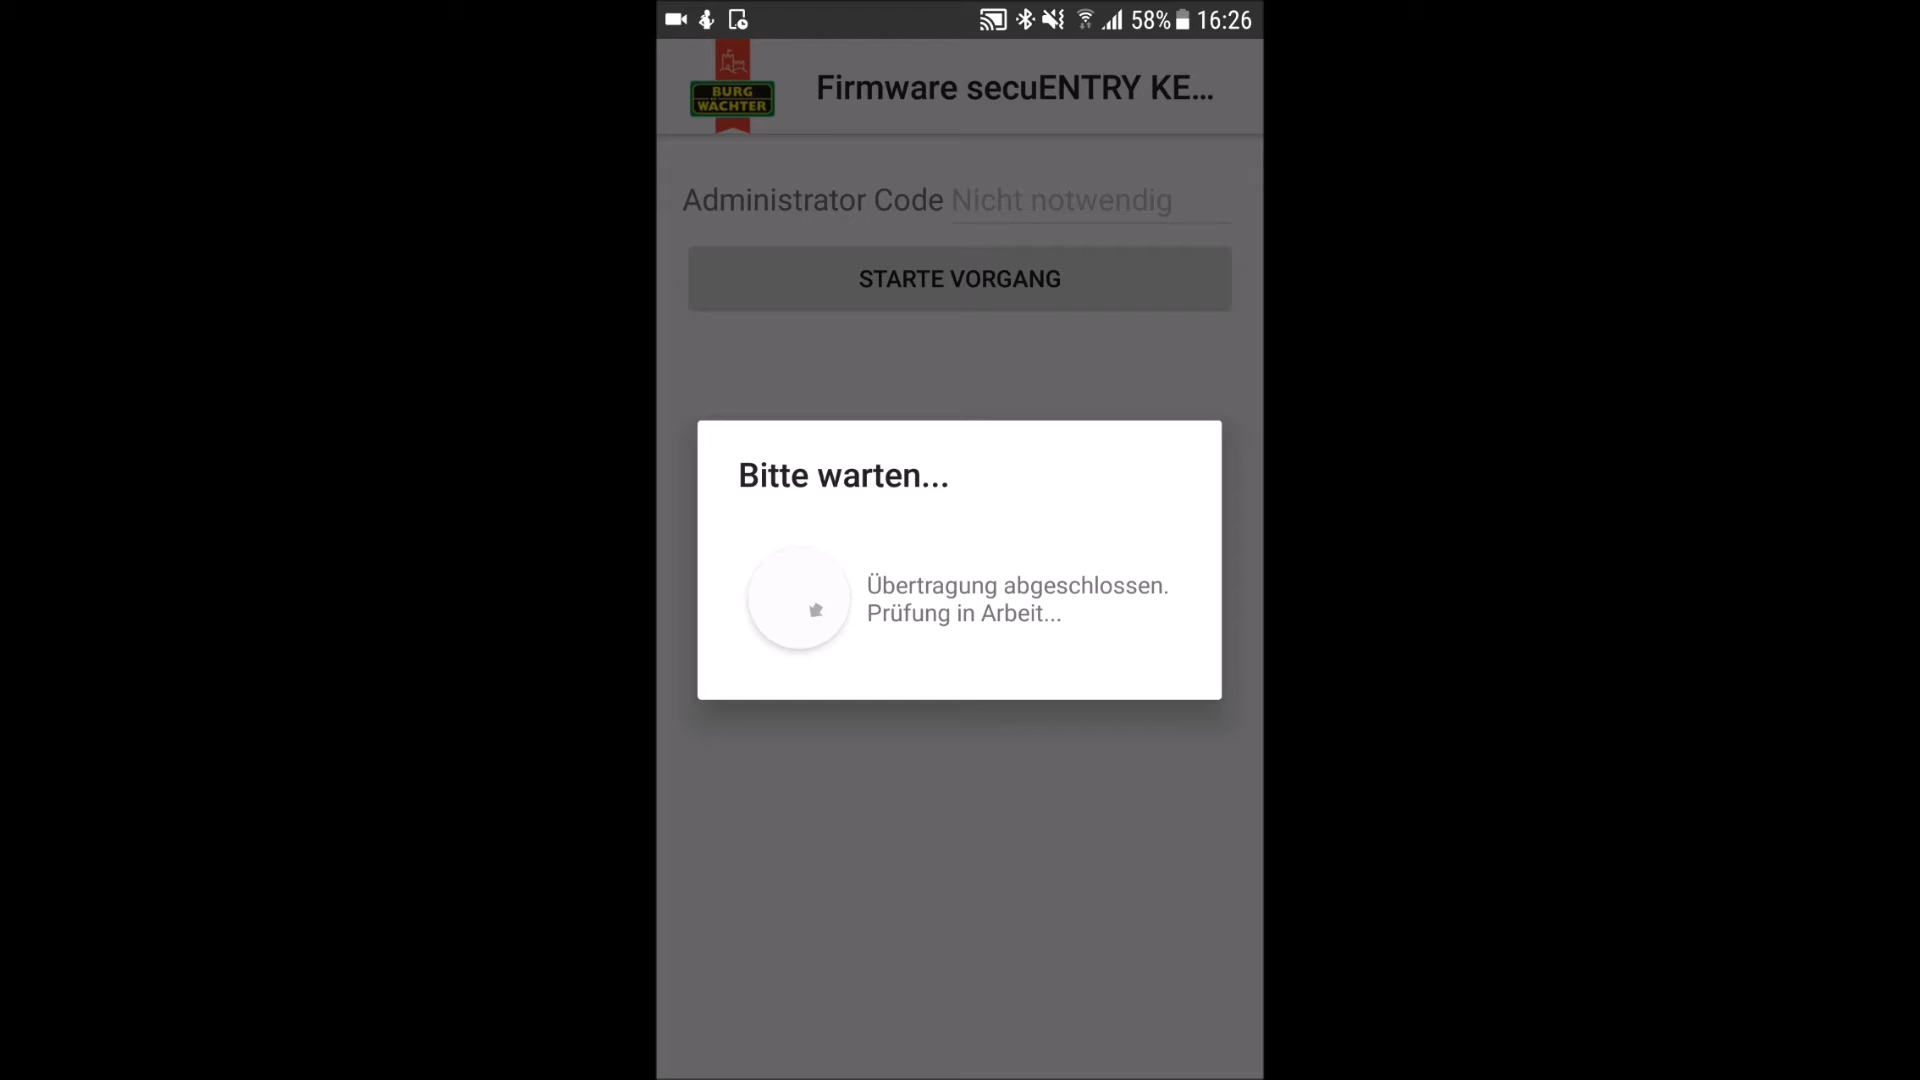 58% 16:26
BURG
WÄCHTER
Firmware secuENTRY KE...
Administrator Code Nicht notwendig
STARTE VORGANG
Bitte warten...
Übertragung abgeschlossen.
Prüfung in Arbeit...